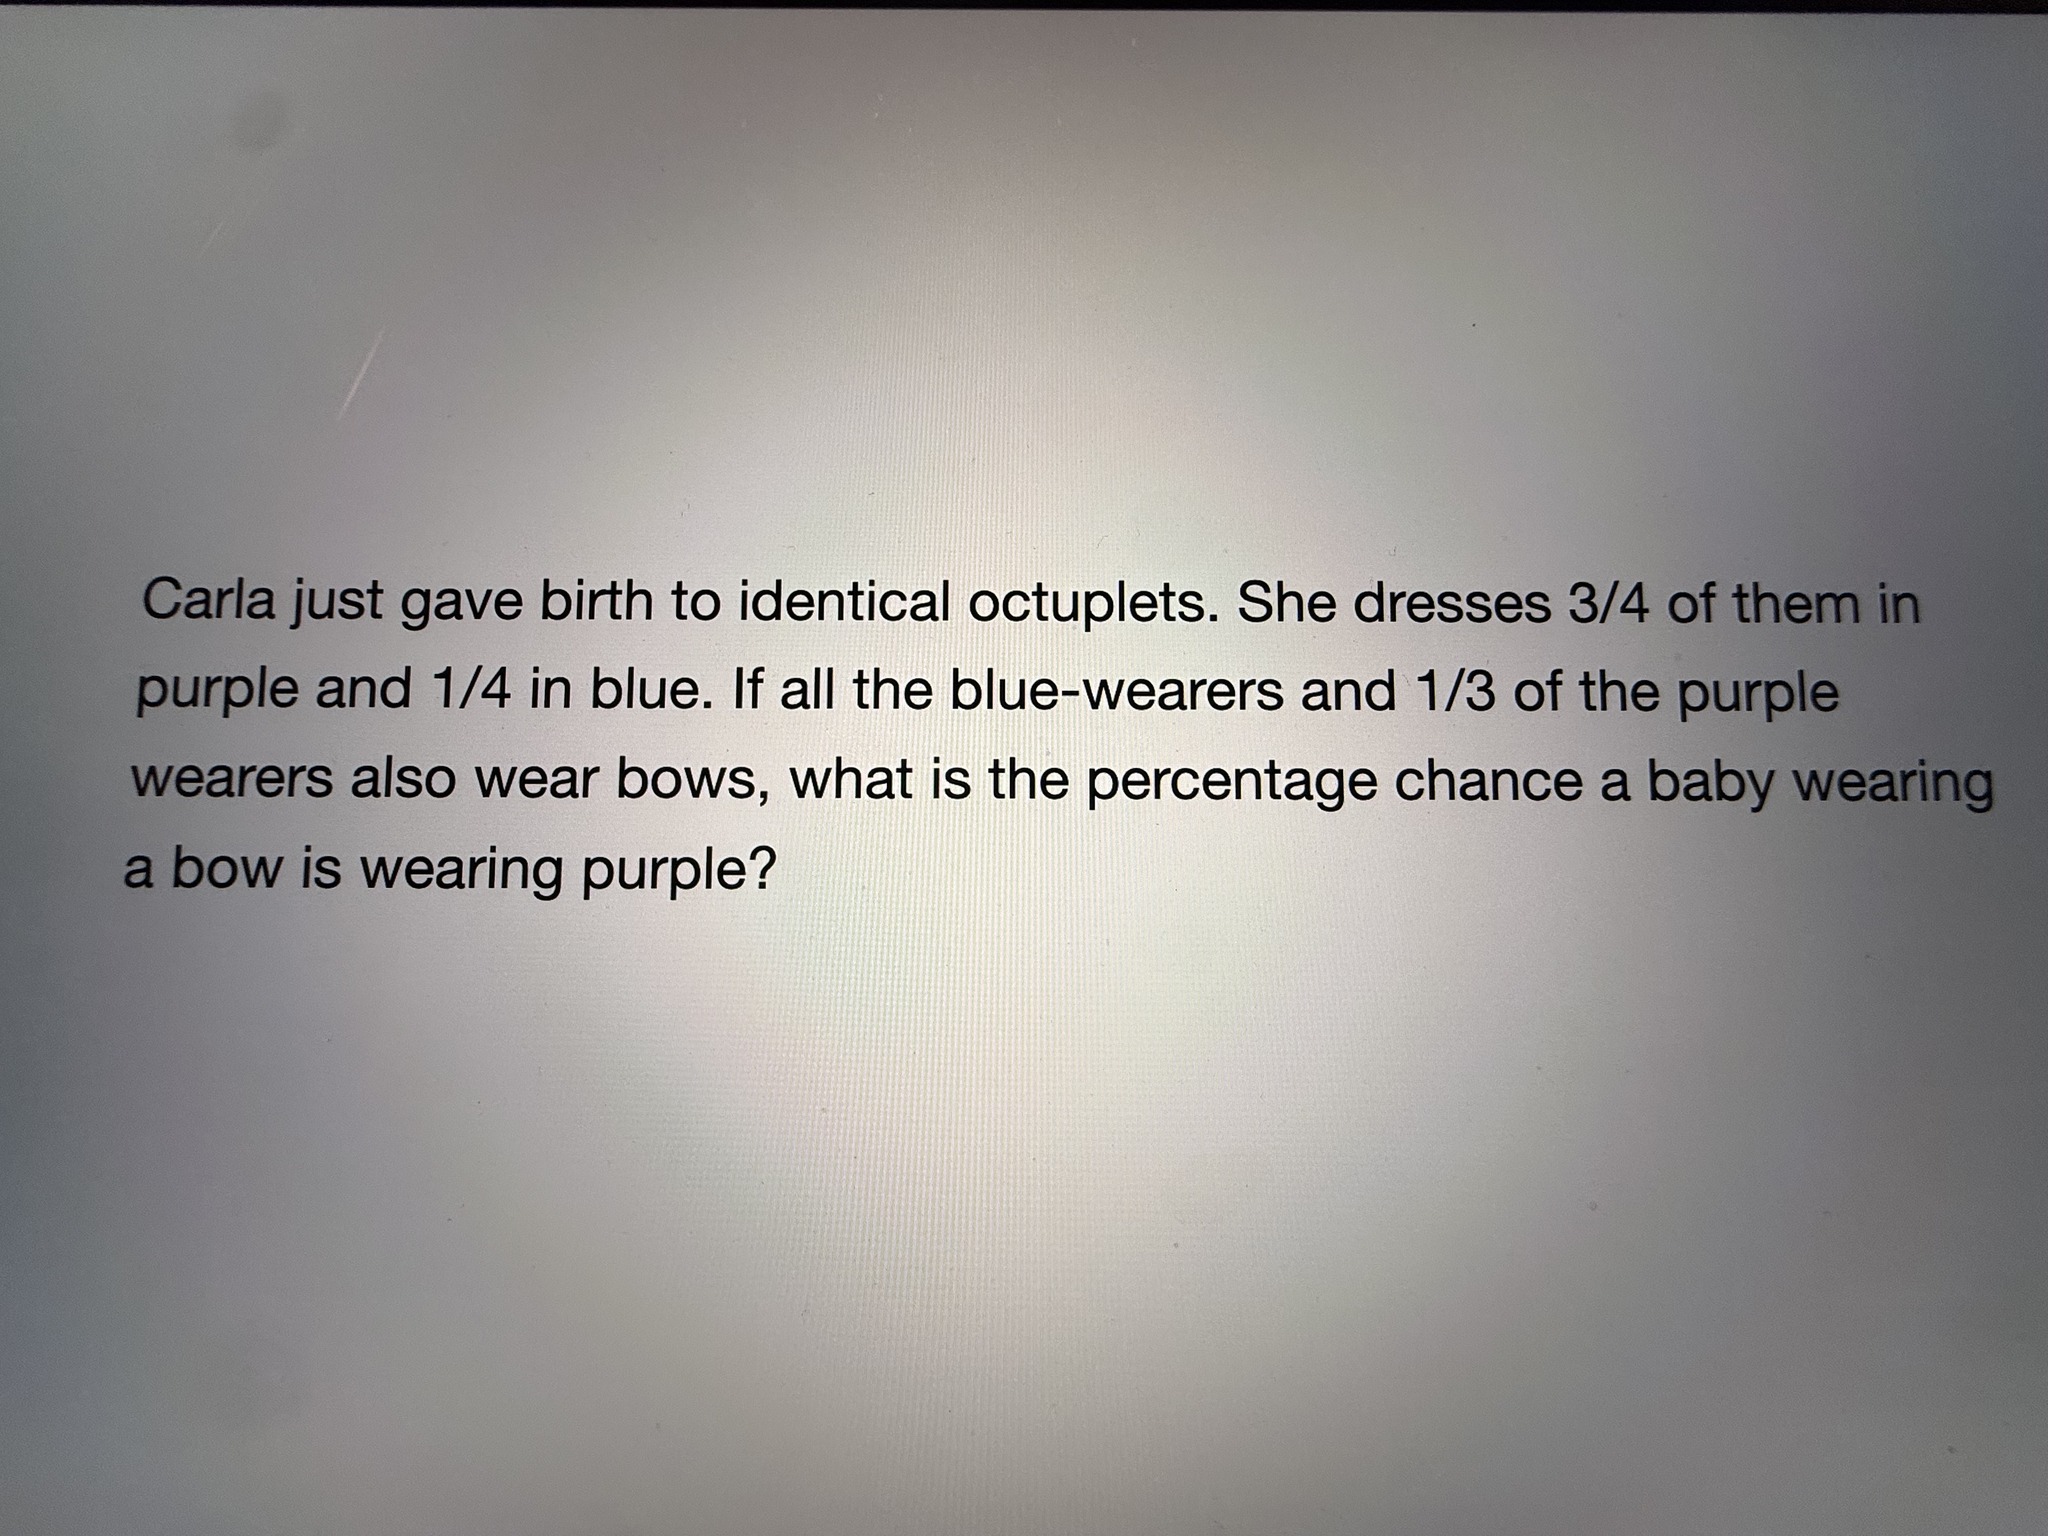 Carla just gave birth to identical octuplets. She dresses 3/4 of them in
purple and 1/4 in blue. If all the blue-wearers and 1/3 of the purple
wearers also wear bows, what is the percentage chance a baby wearing
a bow is wearing purple?